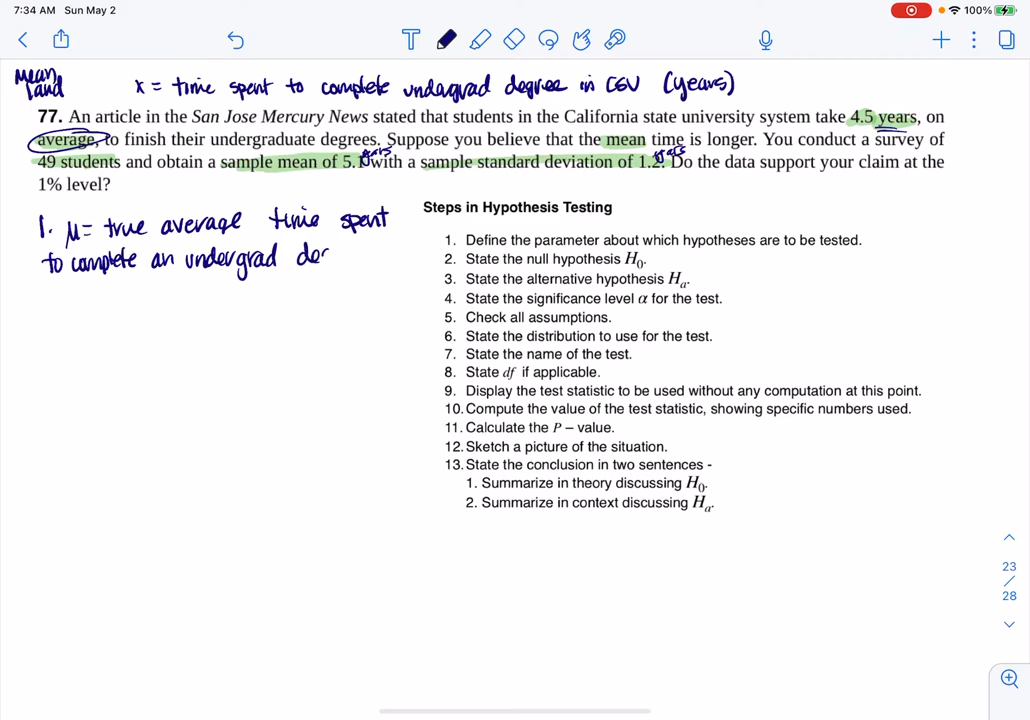 7:34 AM Sun May 2
100%
Mean
land
x = time spent to complete undergrad degree in CSU (years)
77. An article in the San Jose Mercury News stated that students in the California state university system take 4.5 years, on
average, to finish their undergraduate degrees. Suppose you believe that the mean time is longer. You conduct a survey of
49 students and obtain a sample mean of 5.1 years with a sample standard deviation of 1.2. years Do the data support your claim at the
1% level?
1. μ = true average time spent
to complete an undergrad de
Steps in Hypothesis Testing
1. Define the parameter about which hypotheses are to be tested.
2. State the null hypothesis H₀.
3. State the alternative hypothesis Hₐ.
4. State the significance level α for the test.
5. Check all assumptions.
6. State the distribution to use for the test.
7. State the name of the test.
8. State df if applicable.
9. Display the test statistic to be used without any computation at this point.
10. Compute the value of the test statistic, showing specific numbers used.
11. Calculate the P – value.
12. Sketch a picture of the situation.
13. State the conclusion in two sentences -
1. Summarize in theory discussing H₀.
2. Summarize in context discussing Hₐ.
23
/
28